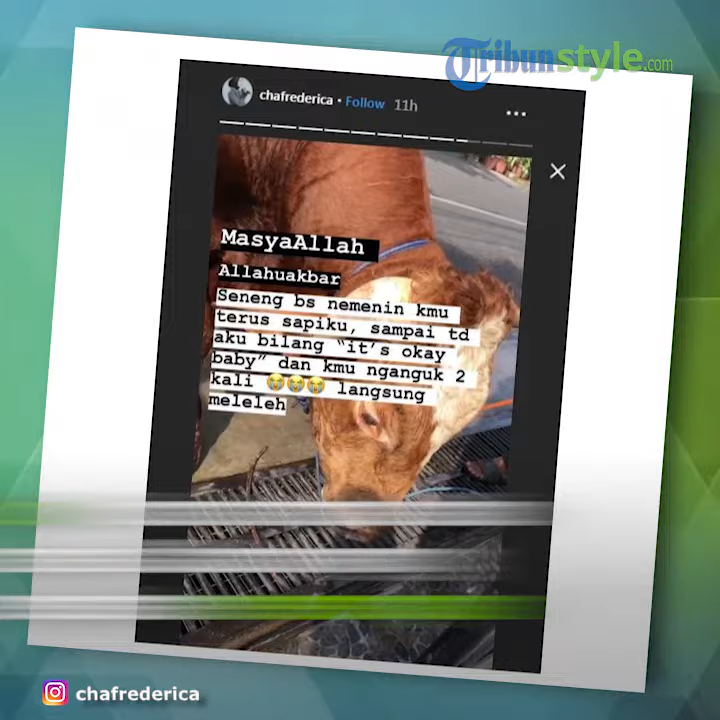 Tribunstyle.com
chafrederica • Follow 11h
MasyaAllah
Allahuakbar
Seneng bs nemenin kmu
terus sapiku, sampai td
aku bilang “it’s okay
baby” dan kmu nganguk 2
kali 😭😭😭 langsung
meleleh
chafrederica